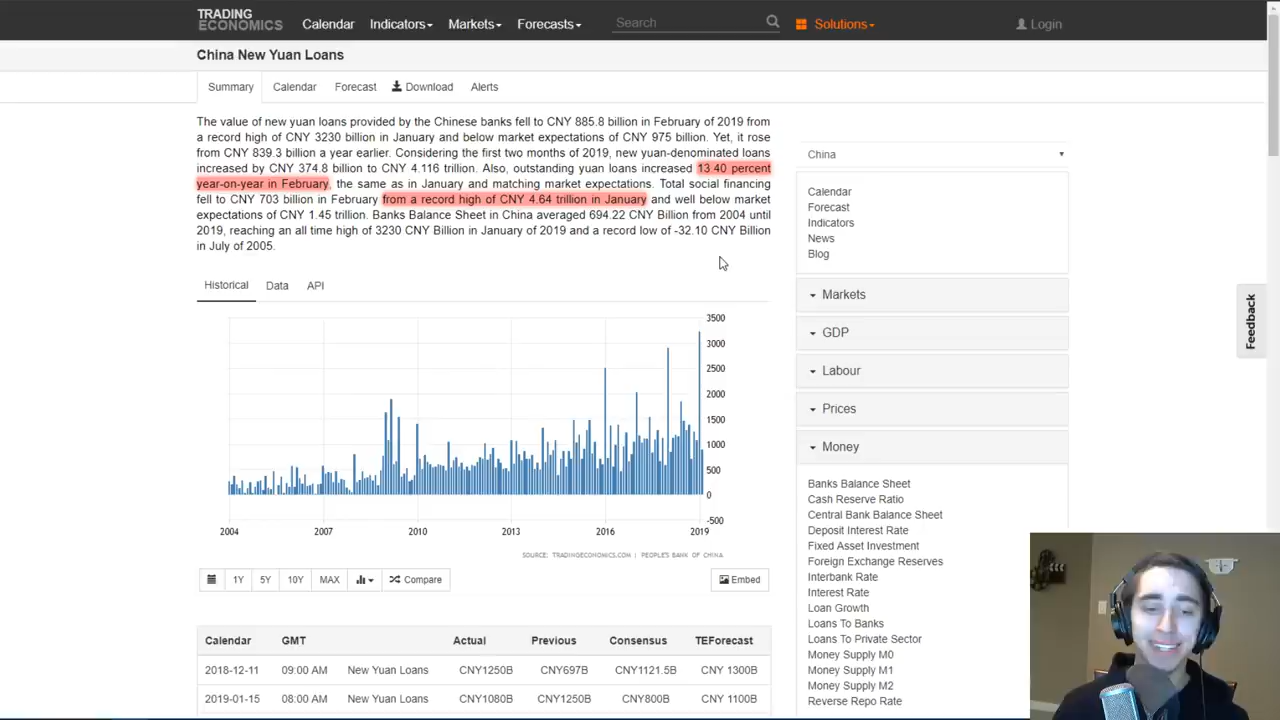 TRADING
ECONOMICS
Calendar
Indicators
Markets
Forecasts
Search
Solutions
Login
China New Yuan Loans
Summary
Calendar
Forecast
Download
Alerts
The value of new yuan loans provided by the Chinese banks fell to CNY 885.8 billion in February of 2019 from
a record high of CNY 3230 billion in January and below market expectations of CNY 975 billion. Yet, it rose
from CNY 839.3 billion a year earlier. Considering the first two months of 2019, new yuan-denominated loans
increased by CNY 374.8 billion to CNY 4.116 trillion. Also, outstanding yuan loans increased 13.40 percent
year-on-year in February, the same as in January and matching market expectations. Total social financing
fell to CNY 703 billion in February from a record high of CNY 4.64 trillion in January and well below market
expectations of CNY 1.45 trillion. Banks Balance Sheet in China averaged 694.22 CNY Billion from 2004 until
2019, reaching an all time high of 3230 CNY Billion in January of 2019 and a record low of -32.10 CNY Billion
in July of 2005.
Historical
Data
API
3500
3000
2500
2000
1500
1000
500
0
-500
2004
2007
2010
2013
2016
2019
SOURCE: TRADINGECONOMICS.COM | PEOPLE'S BANK OF CHINA
1Y
5Y
10Y
MAX
Compare
Embed
Calendar GMT Actual Previous Consensus TEForecast
2018-12-11 09:00 AM New Yuan Loans CNY1250B CNY697B CNY1121.5B CNY 1300B
2019-01-15 08:00 AM New Yuan Loans CNY1080B CNY1250B CNY800B CNY 1100B
China
Calendar
Forecast
Indicators
News
Blog
Markets
GDP
Labour
Prices
Money
Banks Balance Sheet
Cash Reserve Ratio
Central Bank Balance Sheet
Deposit Interest Rate
Fixed Asset Investment
Foreign Exchange Reserves
Interbank Rate
Interest Rate
Loan Growth
Loans To Banks
Loans To Private Sector
Money Supply M0
Money Supply M1
Money Supply M2
Reverse Repo Rate
Feedback